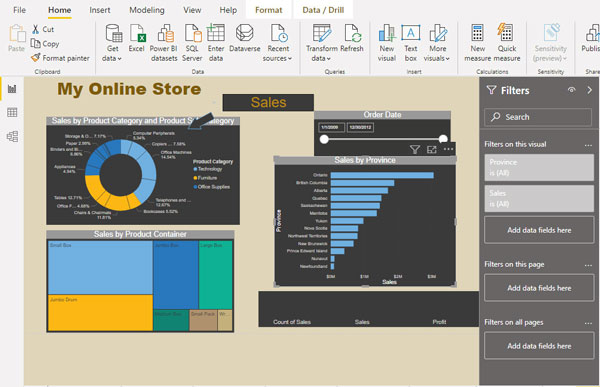 File
Home
Insert
Modeling
View
Help
Format
Data / Drill
Paste
Cut
Copy
Format painter
Get data
Excel
Power BI datasets
SQL Server
Enter data
Dataverse
Recent sources
Transform data
Refresh
New visual
Text box
More visuals
New measure
Quick measure
Sensitivity (preview)
Publis
Clipboard
Data
Queries
Insert
Calculations
Sensitivity
Share
My Online Store
Sales
Sales by Product Category and Product Su
tegory
Storage & O... 7.17%
Paper 2.99%
Binders and Bi...
6.86%
Appliances
4.94%
Tables 12.71%
Office F... 4.68%
Chairs & Chairmats
11.81%
Computer Peripherals
5.34%
Copiers ... 7.58%
Office Machines
14.54%
Telephones and ...
12.67%
Bookcases 5.52%
Product Category
Technology
Furniture
Office Supplies
Order Date
1/1/2009
12/30/2012
Sales by Province
Province
Ontario
British Columbia
Alberta
Quebec
Saskatchewan
Manitoba
Yukon
Nova Scotia
Northwest Territories
New Brunswick
Prince Edward Island
Nunavut
Newfoundland
$0M
$1M
$2M
$3M
Sales
Sales by Product Container
Small Box
Jumbo Box
Large Box
Jumbo Drum
Medium Box
Small Pack
Wr...
Count of Sales
Sales
Profit
Filters
Search
Filters on this visual
...
Province
is (All)
Sales
is (All)
Add data fields here
Filters on this page
...
Add data fields here
Filters on all pages
...
Add data fields here